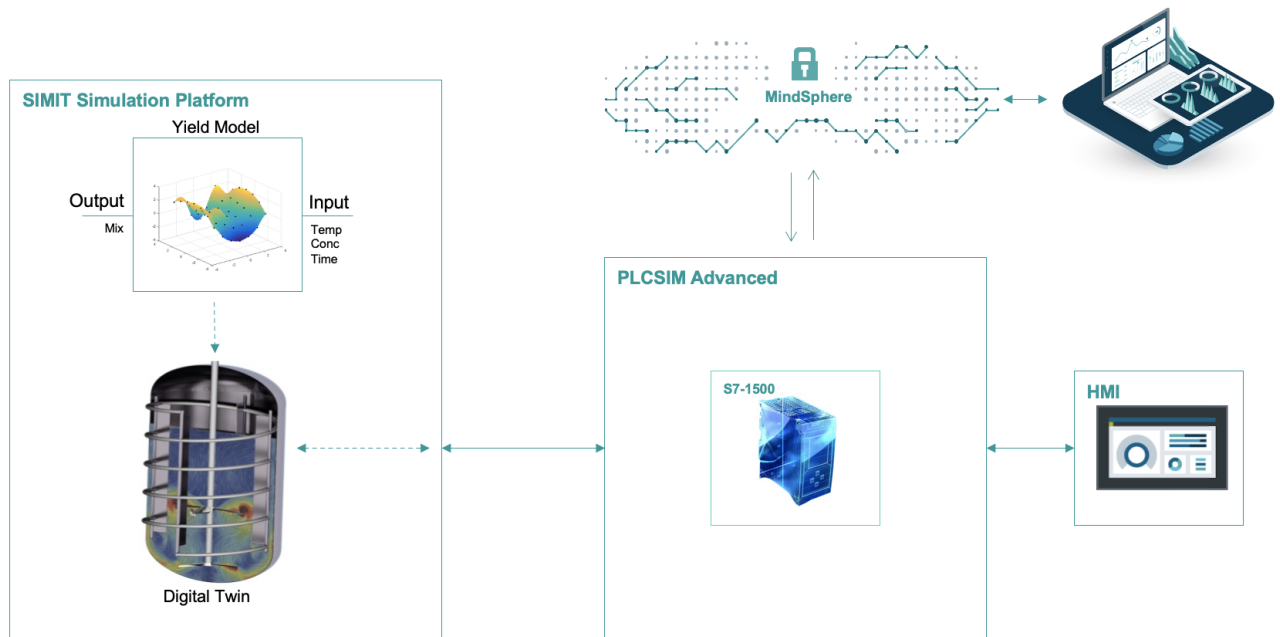 SIMIT Simulation Platform
Yield Model
Output
Mix
Input
Temp
Conc
Time
Digital Twin
MindSphere
PLCSIM Advanced
S7-1500
HMI